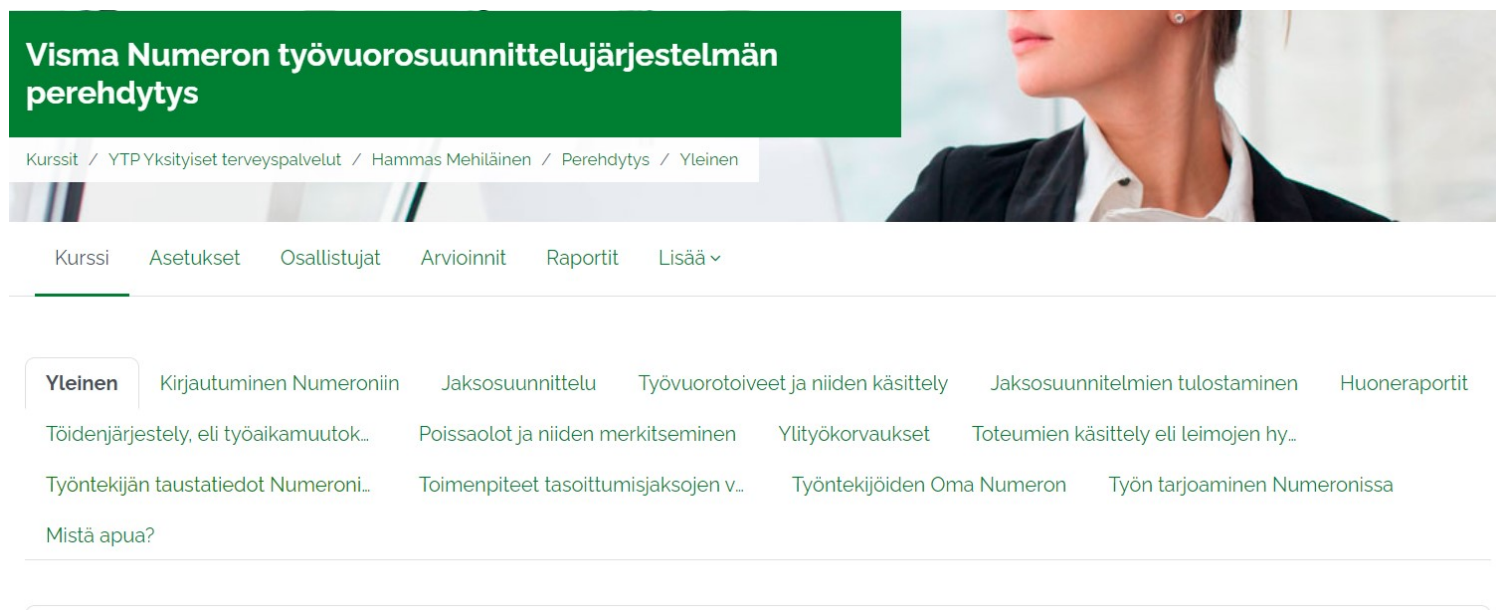 Visma Numeron työvuorosuunnittelujärjestelmän
perehdytys
Kurssit / YTP Yksityiset terveyspalvelut / Hammas Mehiläinen / Perehdytys / Yleinen
Kurssi Asetukset Osallistujat Arvioinnit Raportit Lisää
Yleinen Kirjautuminen Numeroniin Jaksosuunnittelu Työvuorotoiveet ja niiden käsittely Jaksosuunnitelmien tulostaminen Huoneraportit
Töidenjärjestely, eli työaikamuutok... Poissaolot ja niiden merkitseminen Ylityökorvaukset Toteumien käsittely eli leimojen hy...
Työntekijän taustatiedot Numeroni... Toimenpiteet tasoittumisjaksojen v... Työntekijöiden Oma Numeron Työn tarjoaminen Numeronissa
Mistä apua?